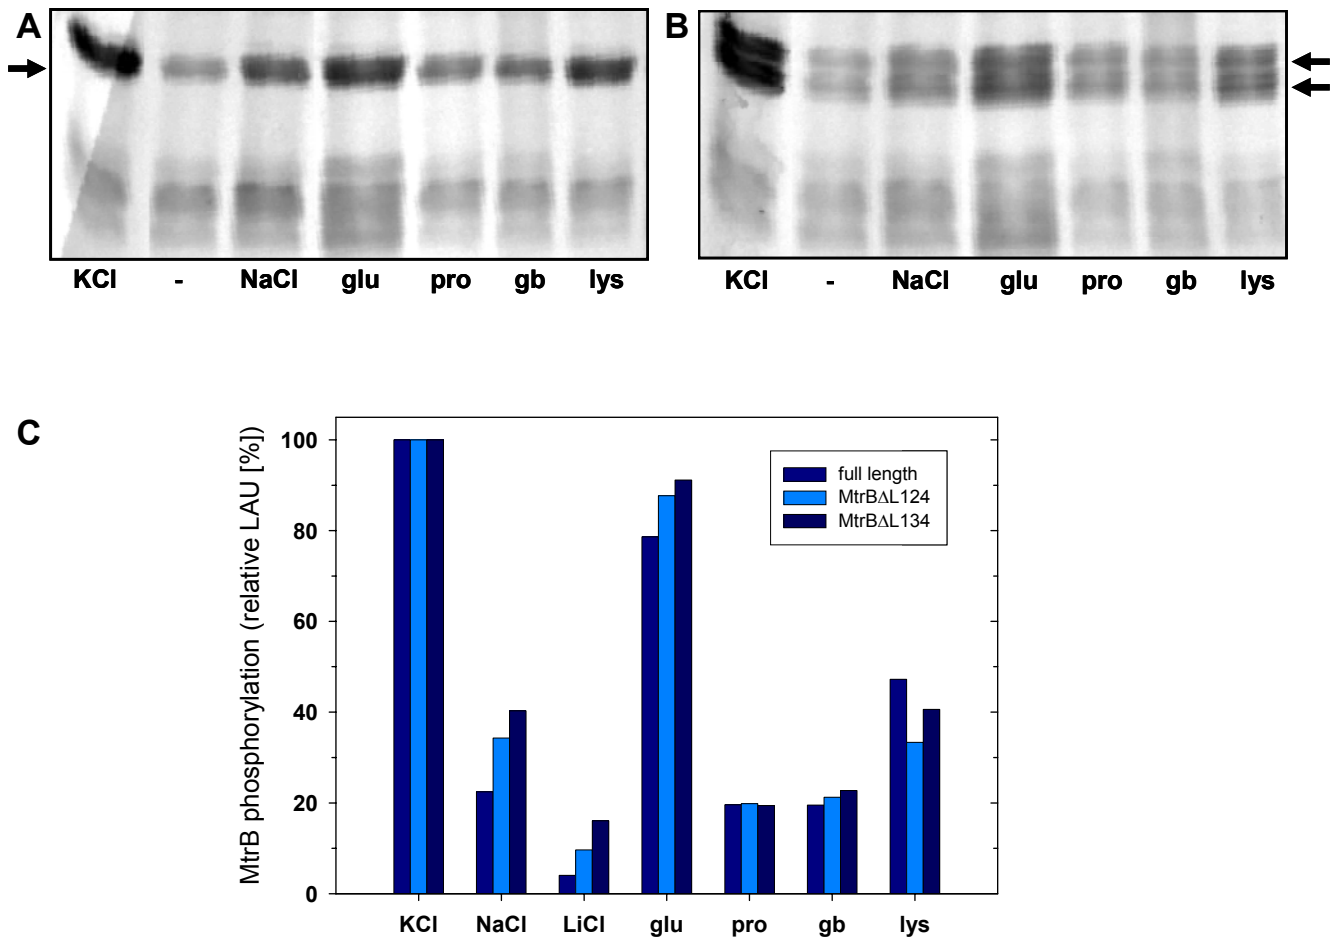 A
B
KCl - NaCl glu pro gb lys
KCl - NaCl glu pro gb lys
C
MtrB phosphorylation (relative LAU [%])
100
80
60
40
20
0
full length
MtrBΔL124
MtrBΔL134
KCl NaCl LiCl glu pro gb lys